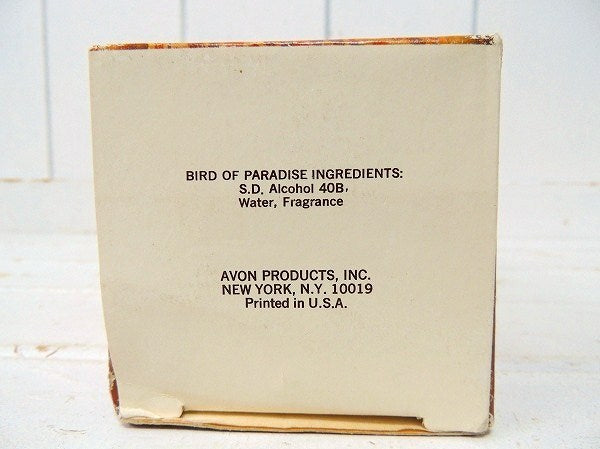 BIRD OF PARADISE INGREDIENTS:
S.D. Alcohol 40B,
Water, Fragrance
AVON PRODUCTS, INC.
NEW YORK, N.Y. 10019
Printed in U.S.A.